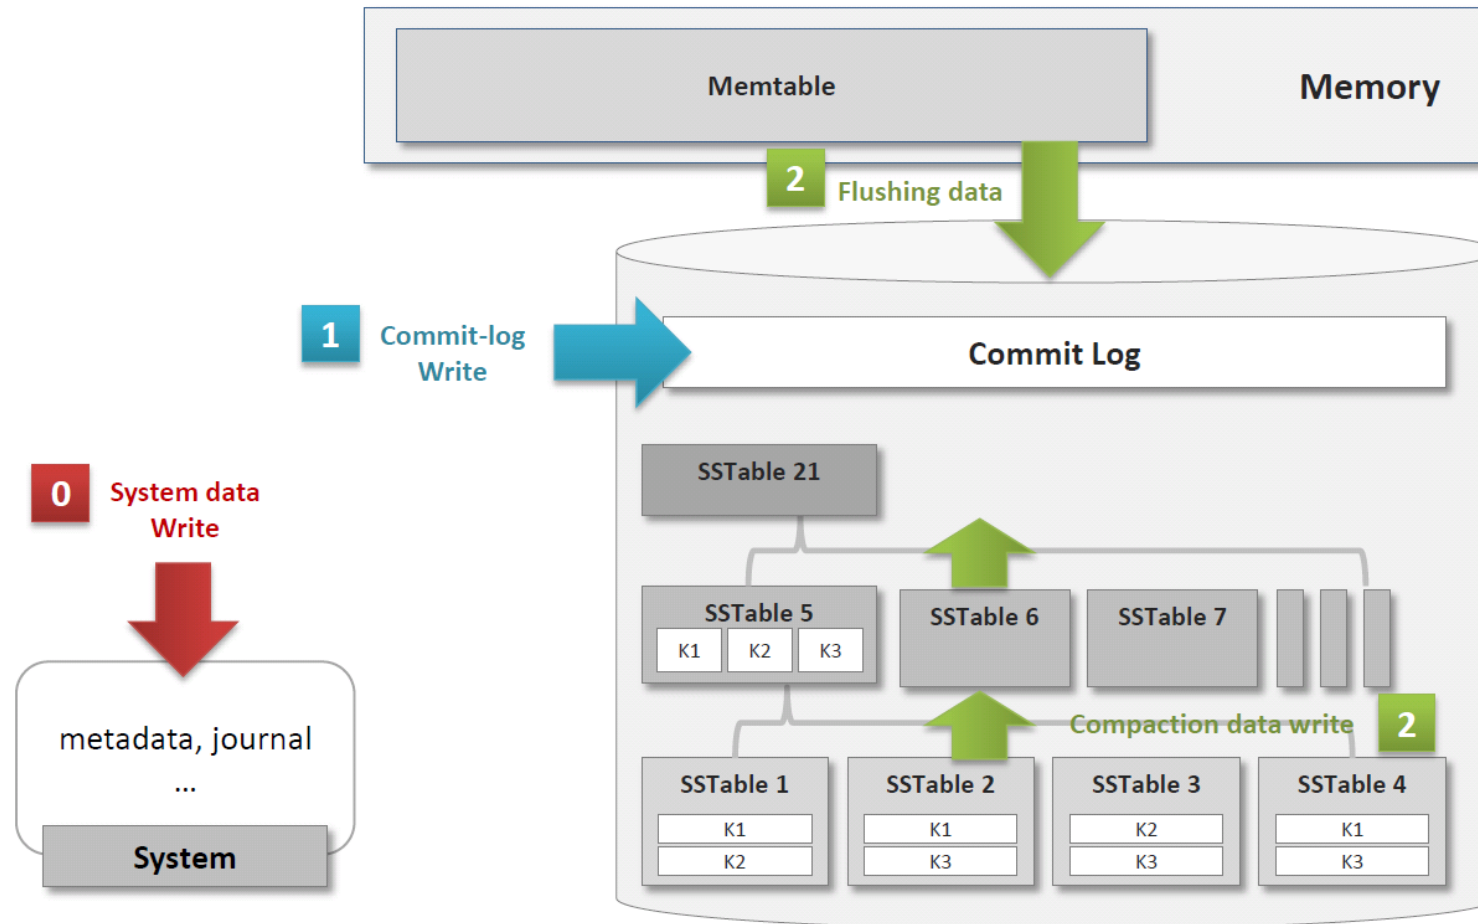 Memtable
Memory
2
Flushing data
1
Commit-log
Write
Commit Log
0
System data
Write
SSTable 21
SSTable 5
K1 K2 K3
SSTable 6
SSTable 7
metadata, journal
...
System
Compaction data write
2
SSTable 1
K1
K2
SSTable 2
K1
K3
SSTable 3
K2
K3
SSTable 4
K1
K3